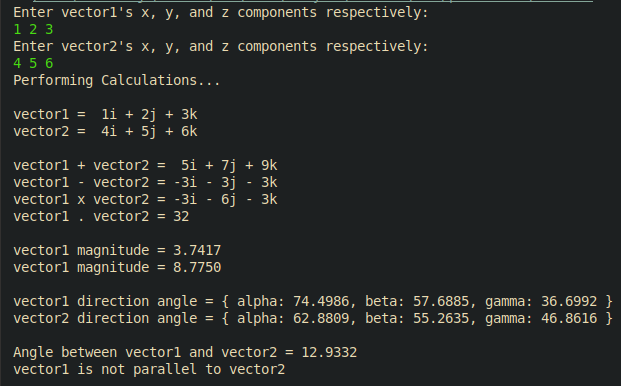 Enter vector1's x, y, and z components respectively:
1 2 3
Enter vector2's x, y, and z components respectively:
4 5 6
Performing Calculations...
vector1 =  1i + 2j + 3k
vector2 =  4i + 5j + 6k
vector1 + vector2 =  5i + 7j + 9k
vector1 - vector2 = -3i - 3j - 3k
vector1 x vector2 = -3i - 6j - 3k
vector1 . vector2 = 32
vector1 magnitude = 3.7417
vector1 magnitude = 8.7750
vector1 direction angle = { alpha: 74.4986, beta: 57.6885, gamma: 36.6992 }
vector2 direction angle = { alpha: 62.8809, beta: 55.2635, gamma: 46.8616 }
Angle between vector1 and vector2 = 12.9332
vector1 is not parallel to vector2